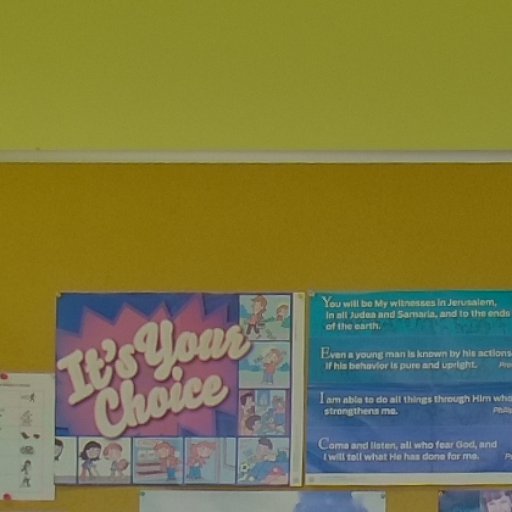 It's Your
Choice
You will be My witnesses in Jerusalem,
in all Judea and Samaria, and to the ends
of the earth.
Even a young man is known by his actions
If his behavior is pure and upright.
I am able to do all things through Him who
strengthens me.
Come and listen, all who fear God, and
I will tell what He has done for me.